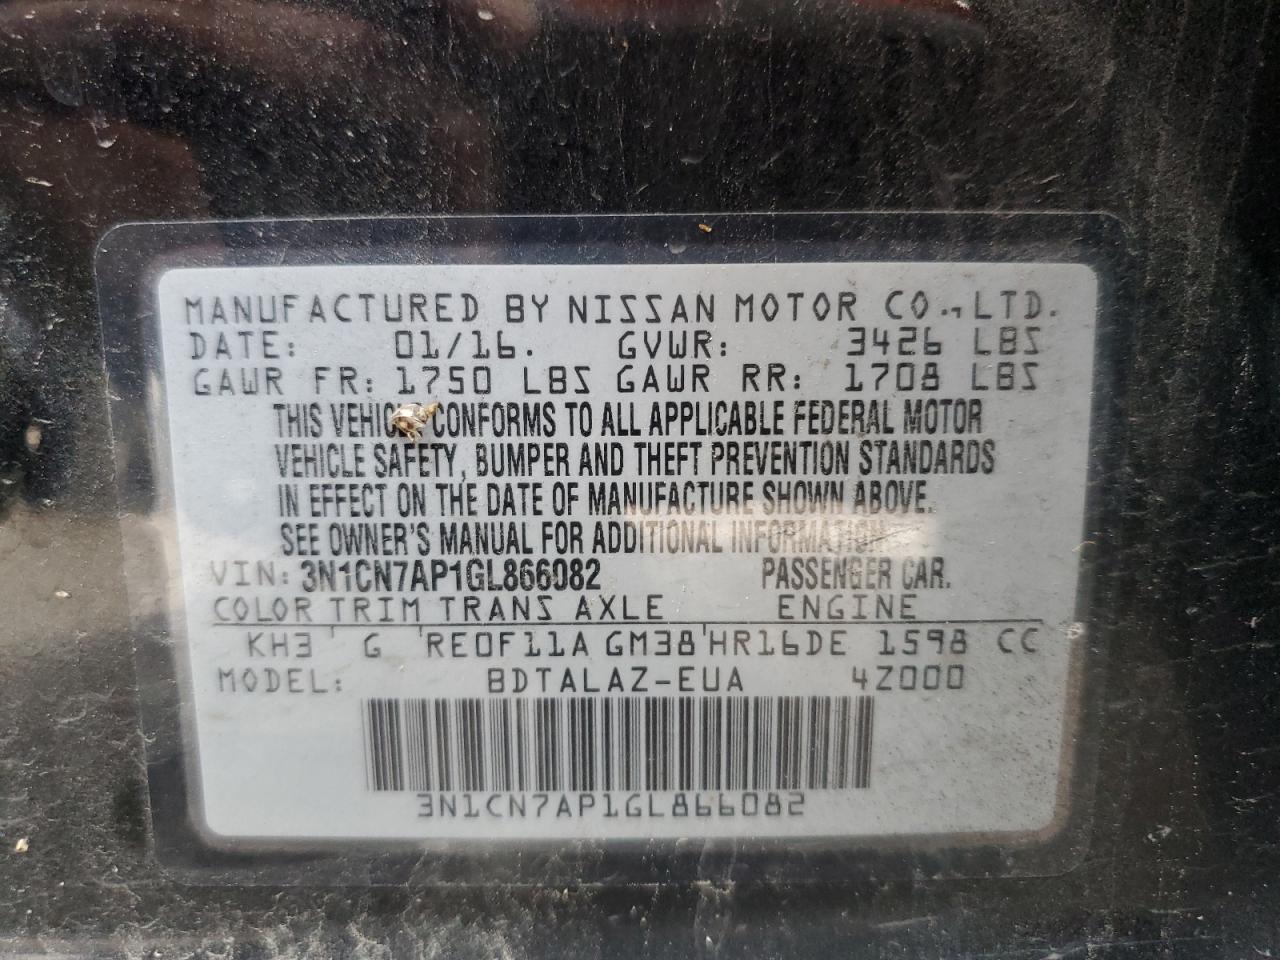 MANUFACTURED BY NISSAN MOTOR CO., LTD.
DATE: 01/16. GVWR: 3426 LBS
GAWR FR: 1750 LBS GAWR RR: 1708 LBS
THIS VEHICLE CONFORMS TO ALL APPLICABLE FEDERAL MOTOR
VEHICLE SAFETY, BUMPER AND THEFT PREVENTION STANDARDS
IN EFFECT ON THE DATE OF MANUFACTURE SHOWN ABOVE.
SEE OWNER'S MANUAL FOR ADDITIONAL INFORMATION.
VIN: 3N1CN7AP1GL866082 PASSENGER CAR.
COLOR TRIM TRANS AXLE ENGINE
KH3 G RE0F11A GM38 HR16DE 1598 CC
MODEL: BDTALAZ-EUA 4Z000
3N1CN7AP1GL866082